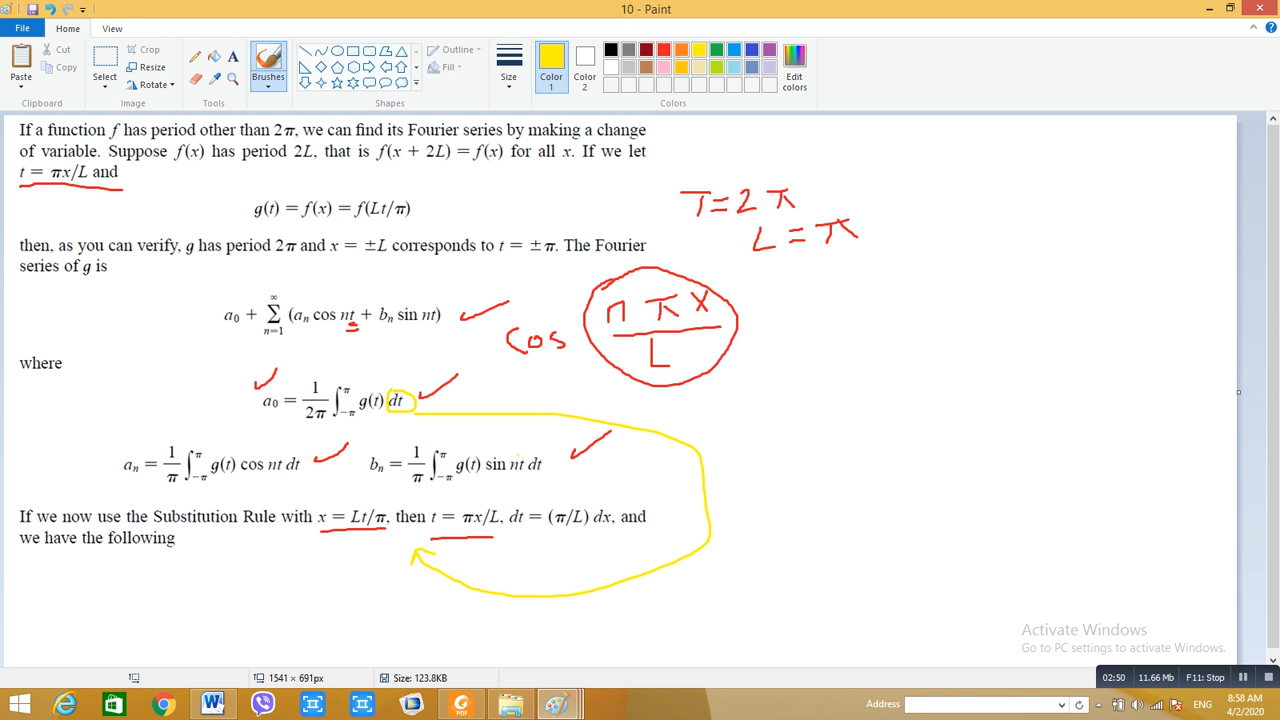 10 - Paint
File Home View
Paste Cut Copy
Select Crop Resize Rotate
Brushes
Outline Fill
Size
Color 1
Color 2
Edit colors
Clipboard Image Tools Shapes Colors
If a function f has period other than 2π, we can find its Fourier series by making a change
of variable. Suppose f(x) has period 2L, that is f(x + 2L) = f(x) for all x. If we let
t = πx/L and
g(t) = f(x) = f(Lt/π)
then, as you can verify, g has period 2π and x = ±L corresponds to t = ±π. The Fourier
series of g is
a₀ + ∑_{n=1}^{∞} (aₙ cos nt + bₙ sin nt)
where
a₀ = 1/2π ∫_{-π}^{π} g(t) dt
aₙ = 1/π ∫_{-π}^{π} g(t) cos nt dt bₙ = 1/π ∫_{-π}^{π} g(t) sin nt dt
If we now use the Substitution Rule with x = Lt/π, then t = πx/L, dt = (π/L) dx, and
we have the following
T = 2π
L = π
cos nπx/L
Activate Windows
Go to PC settings to activate Windows.
1541 × 691px Size: 123.8KB
02:50 11.66 Mb F11: Stop
Address ENG 8:58 AM
4/2/2020